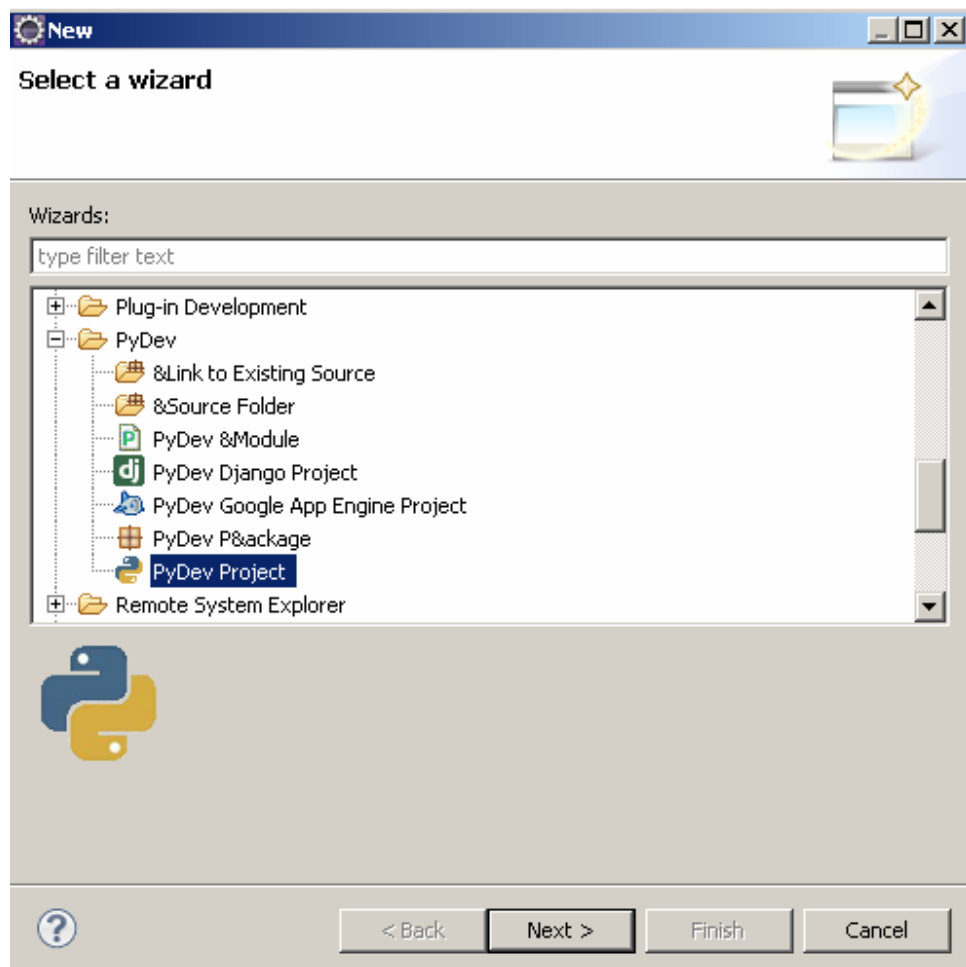 New
Select a wizard
Wizards:
type filter text
Plug-in Development
PyDev
&Link to Existing Source
&Source Folder
PyDev &Module
PyDev Django Project
PyDev Google App Engine Project
PyDev P&ackage
PyDev Project
Remote System Explorer
< Back Next > Finish Cancel